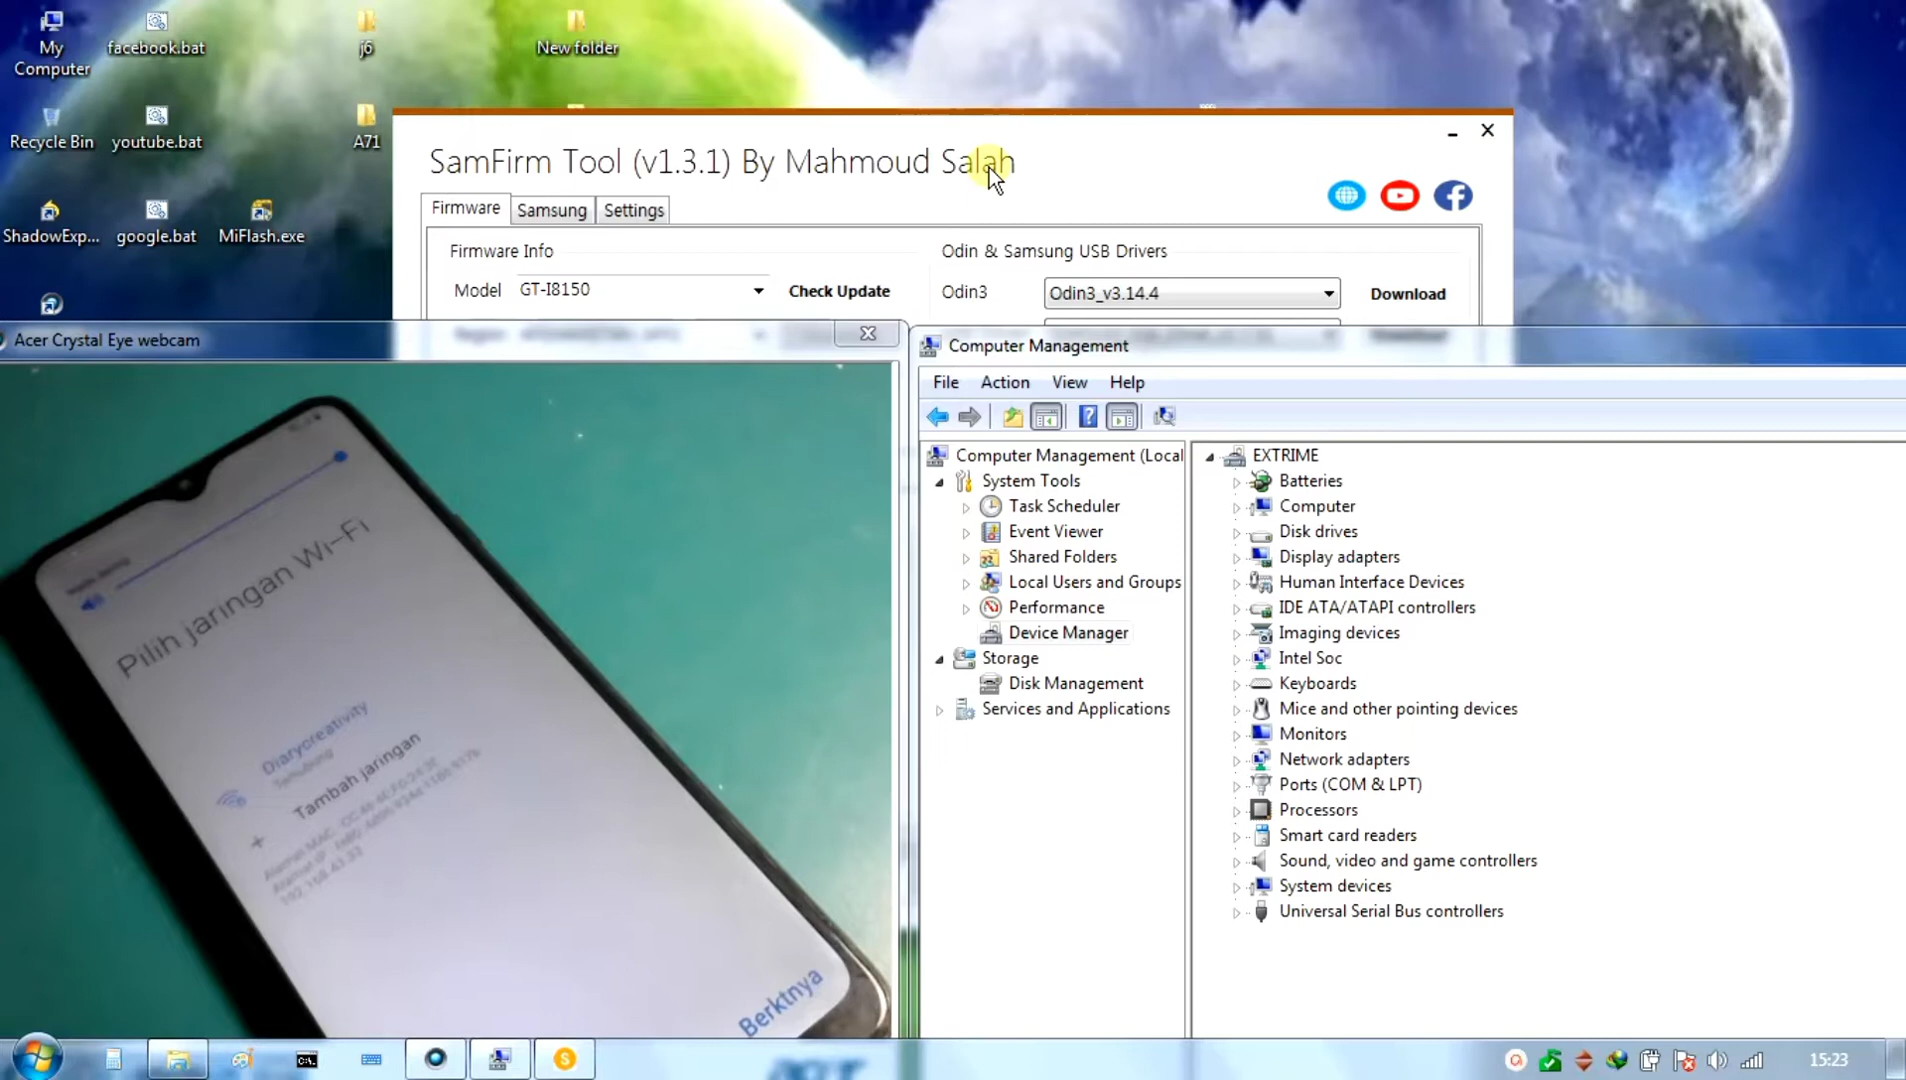 My Computer
facebook.bat
j6
New folder
Recycle Bin
youtube.bat
A71
ShadowExp...
google.bat
MiFlash.exe
SamFirm Tool (v1.3.1) By Mahmoud Salah
Firmware
Samsung
Settings
Firmware Info
Odin & Samsung USB Drivers
Model
GT-I8150
Check Update
Odin3
Odin3_v3.14.4
Download
Acer Crystal Eye webcam
Pilih jaringan Wi-Fi
Diarycreativity
Terhubung
Tambah jaringan
Berktnya
Computer Management
File
Action
View
Help
Computer Management (Local
System Tools
Task Scheduler
Event Viewer
Shared Folders
Local Users and Groups
Performance
Device Manager
Storage
Disk Management
Services and Applications
EXTRIME
Batteries
Computer
Disk drives
Display adapters
Human Interface Devices
IDE ATA/ATAPI controllers
Imaging devices
Intel Soc
Keyboards
Mice and other pointing devices
Monitors
Network adapters
Ports (COM & LPT)
Processors
Smart card readers
Sound, video and game controllers
System devices
Universal Serial Bus controllers
15:23